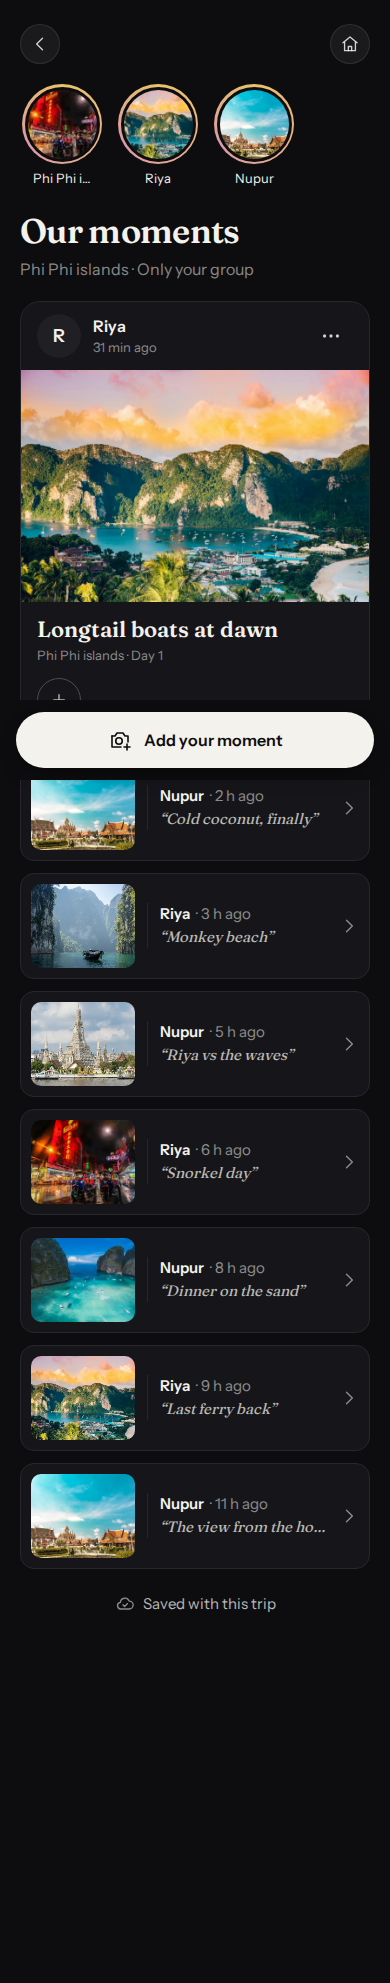 Phi Phi i...
Riya
Nupur
Our moments
Phi Phi islands · Only your group
R
Riya
31 min ago
Longtail boats at dawn
Phi Phi islands · Day 1
Add your moment
Nupur · 2 h ago
“Cold coconut, finally”
Riya · 3 h ago
“Monkey beach”
Nupur · 5 h ago
“Riya vs the waves”
Riya · 6 h ago
“Snorkel day”
Nupur · 8 h ago
“Dinner on the sand”
Riya · 9 h ago
“Last ferry back”
Nupur · 11 h ago
“The view from the ho...
Saved with this trip